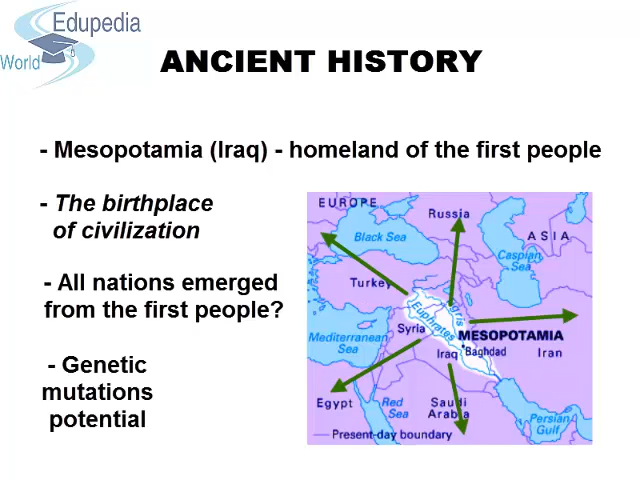 Edupedia
World
ANCIENT HISTORY
- Mesopotamia (Iraq) - homeland of the first people
- The birthplace
of civilization
- All nations emerged
from the first people?
- Genetic
mutations
potential
EUROPE
Russia
ASIA
Black Sea
Caspian
Sea
Turkey
Tigris
Euphrates
Syria
MESOPOTAMIA
Mediterranean
Sea
Iraq
Baghdad
Iran
Egypt
Red
Sea
Saudi
Arabia
Persian
Gulf
Present-day boundary